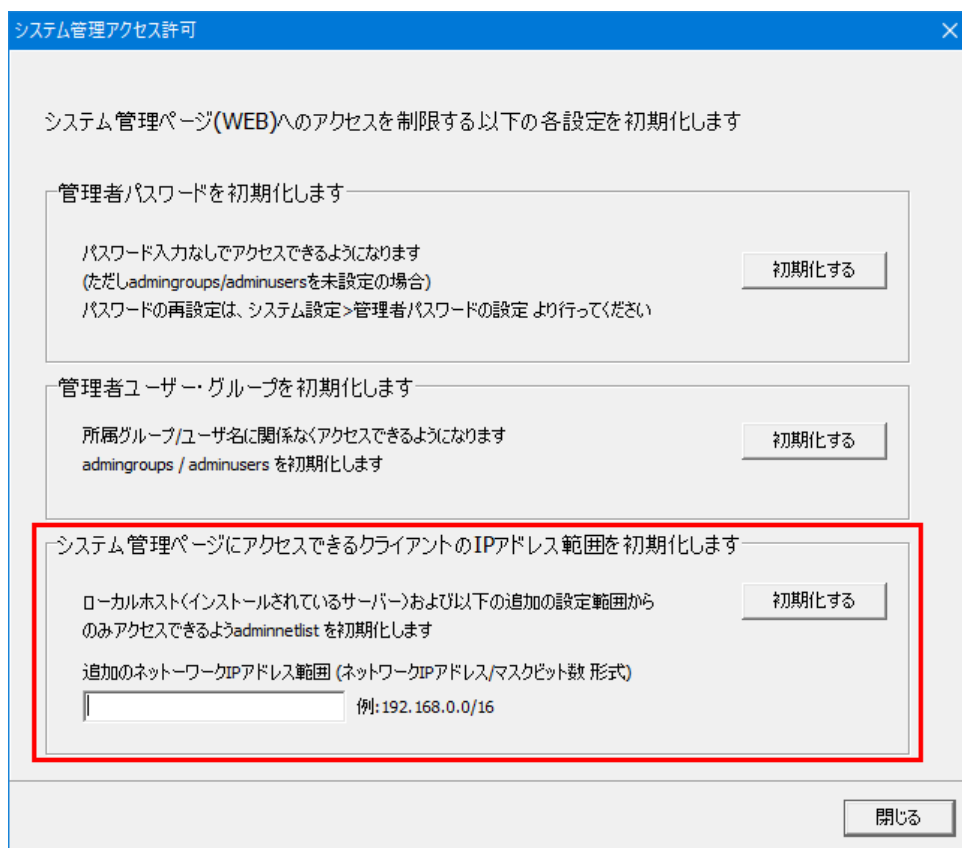 システム管理アクセス許可
システム管理ページ(WEB)へのアクセスを制限する以下の各設定を初期化します
管理者パスワードを初期化します
パスワード入力なしでアクセスできるようになります
(ただしadmingroups/adminusersを未設定の場合)
パスワードの再設定は、システム設定>管理者パスワードの設定 より行ってください
初期化する
管理者ユーザー・グループを初期化します
所属グループ/ユーザ名に関係なくアクセスできるようになります
admingroups / adminusers を初期化します
初期化する
システム管理ページにアクセスできるクライアントのIPアドレス範囲を初期化します
ローカルホスト(インストールされているサーバー)および以下の追加の設定範囲から
のみアクセスできるようadminnetlist を初期化します
初期化する
追加のネットーワークIPアドレス範囲 (ネットワークIPアドレス/マスクビット数 形式)
例:192.168.0.0/16
閉じる